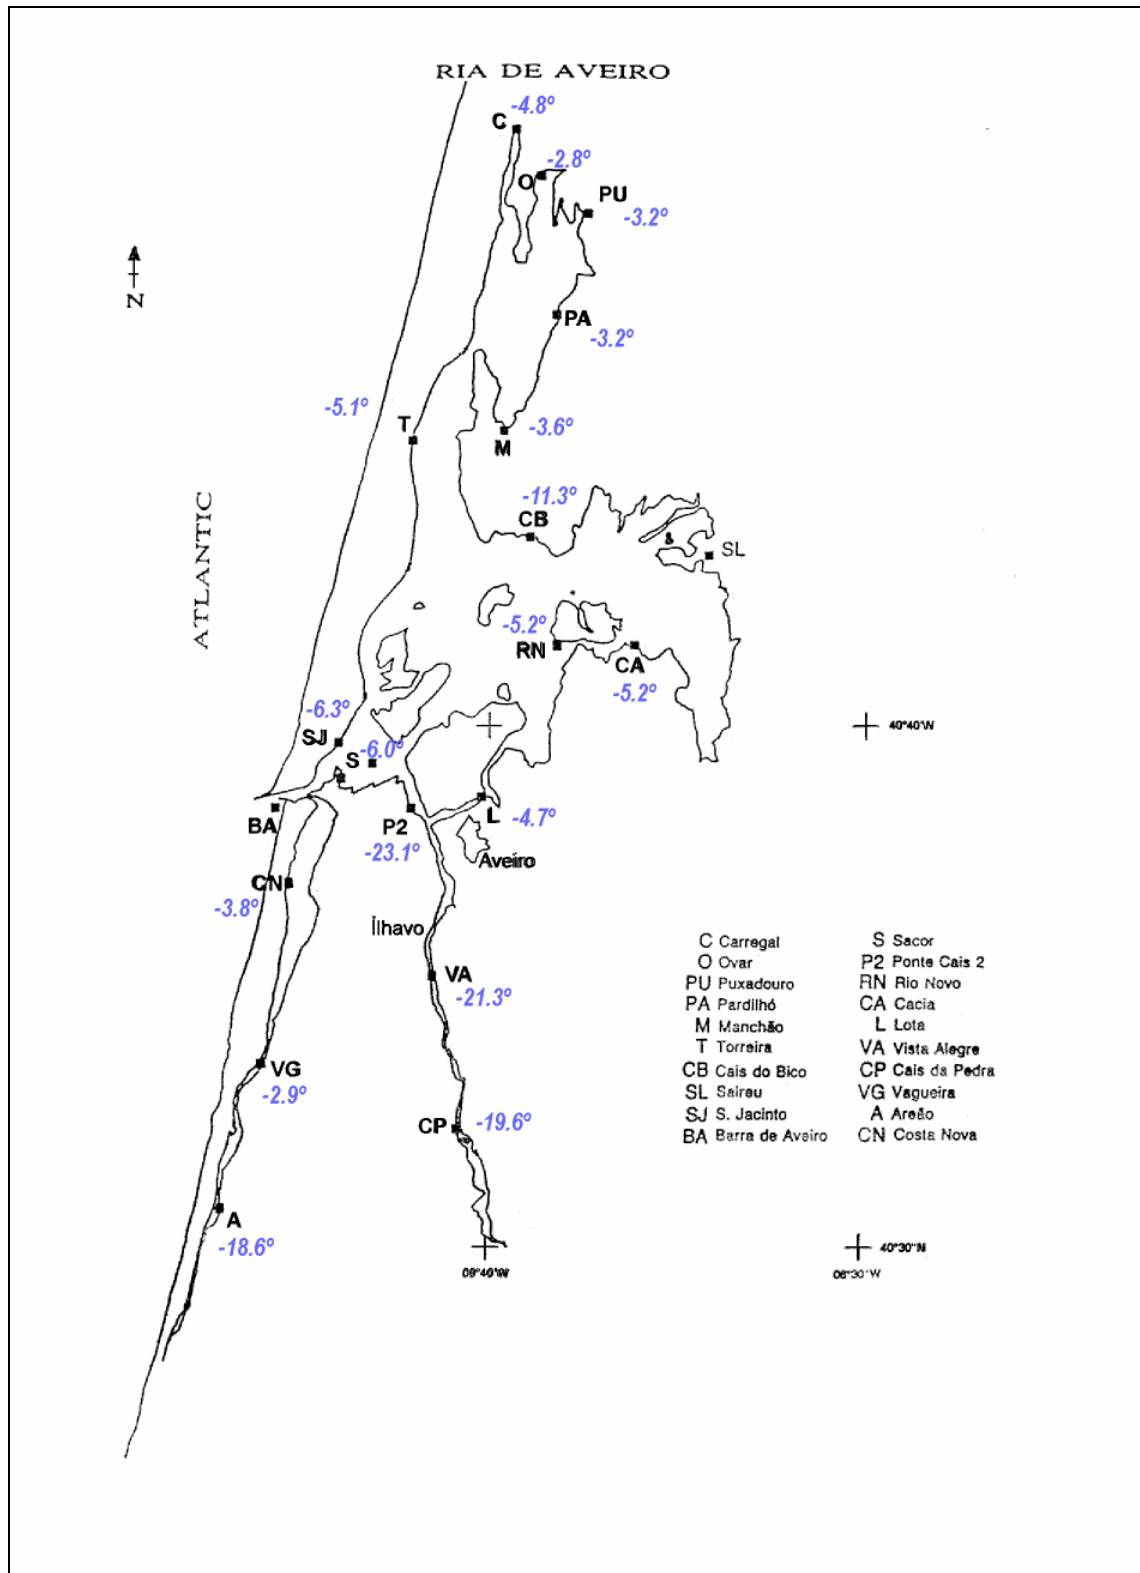 RIA DE AVEIRO
-4.8º
C
-2.8º
O
PU
-3.2º
N
PA
-3.2º
-5.1º
T
-3.6º
M
ATLANTIC
-11.3º
CB
SL
-5.2º
RN
CA
-5.2º
-6.3º
40°40'W
SJ
-6.0º
S
BA
P2
L
-4.7º
-23.1º
Aveiro
CN
-3.8º
Ílhavo
VA
-21.3º
VG
-2.9º
CP
-19.6º
A
-18.6º
40°30"N
09°40'W
08°30"W
C Carregal
O Ovar
PU Puxadouro
PA Pardilhó
M Manchão
T Torreira
CB Cais do Bico
SL Salreu
SJ S. Jacinto
BA Barra de Aveiro
S Sacor
P2 Ponte Cais 2
RN Rio Novo
CA Cacia
L Lota
VA Vista Alegre
CP Cais da Pedra
VG Vagueira
A Areão
CN Costa Nova